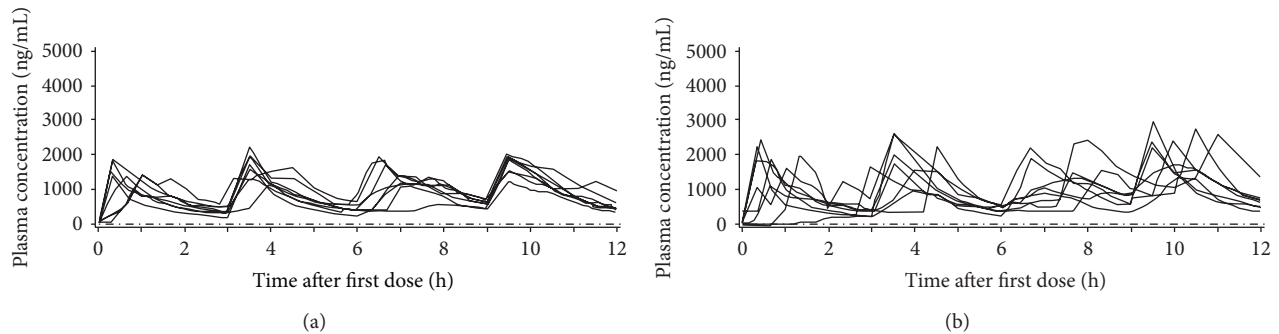 Plasma concentration (ng/mL)
5000
4000
3000
2000
1000
0
0 2 4 6 8 10 12
Time after first dose (h)
(a)
Plasma concentration (ng/mL)
5000
4000
3000
2000
1000
0
0 2 4 6 8 10 12
Time after first dose (h)
(b)